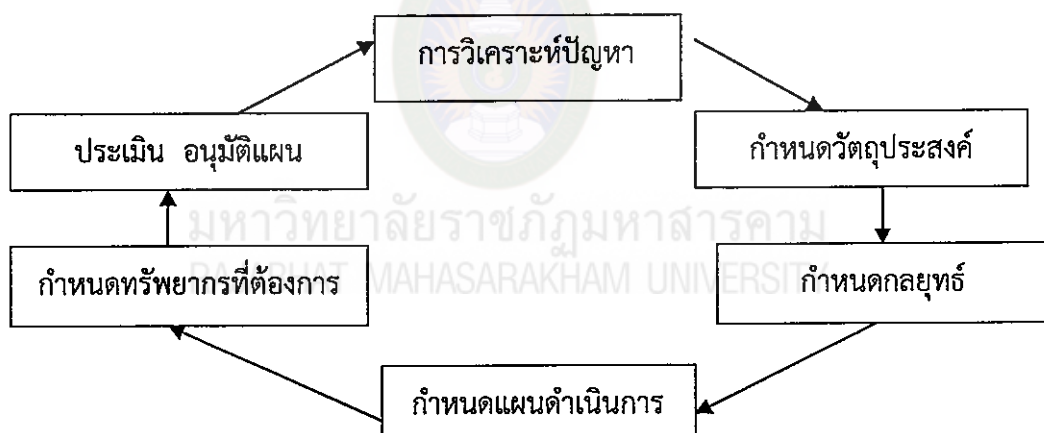 การวิเคราะห์ปัญหา
ประเมิน อนุมัติแผน
กำหนดวัตถุประสงค์
มหาวิทยาลัยราชภัฏมหาสารคาม
กำหนดทรัพยากรที่ต้องการ
RAJABHAT MAHASARAKHAM UNIVERSITY
กำหนดกลยุทธ์
กำหนดแผนดำเนินการ